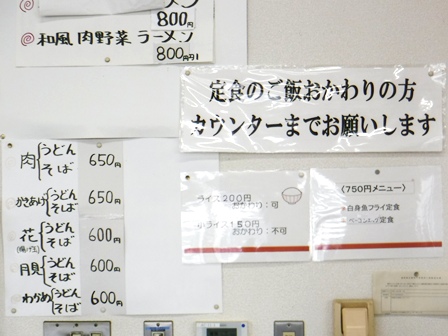 800円
和風肉野菜ラーメン
800円
定食のご飯おかわりの方
カウンターまでお願いします
肉 うどん そば 650円
かきあげ うどん そば 650円
花 (揚げ玉) うどん そば 600円
月見 うどん そば 600円
わかめ うどん そば 600円
ライス200円
おかわり:可
小ライス150円
おかわり:不可
〈750円メニュー〉
白身魚フライ定食
ベーコンエッグ定食